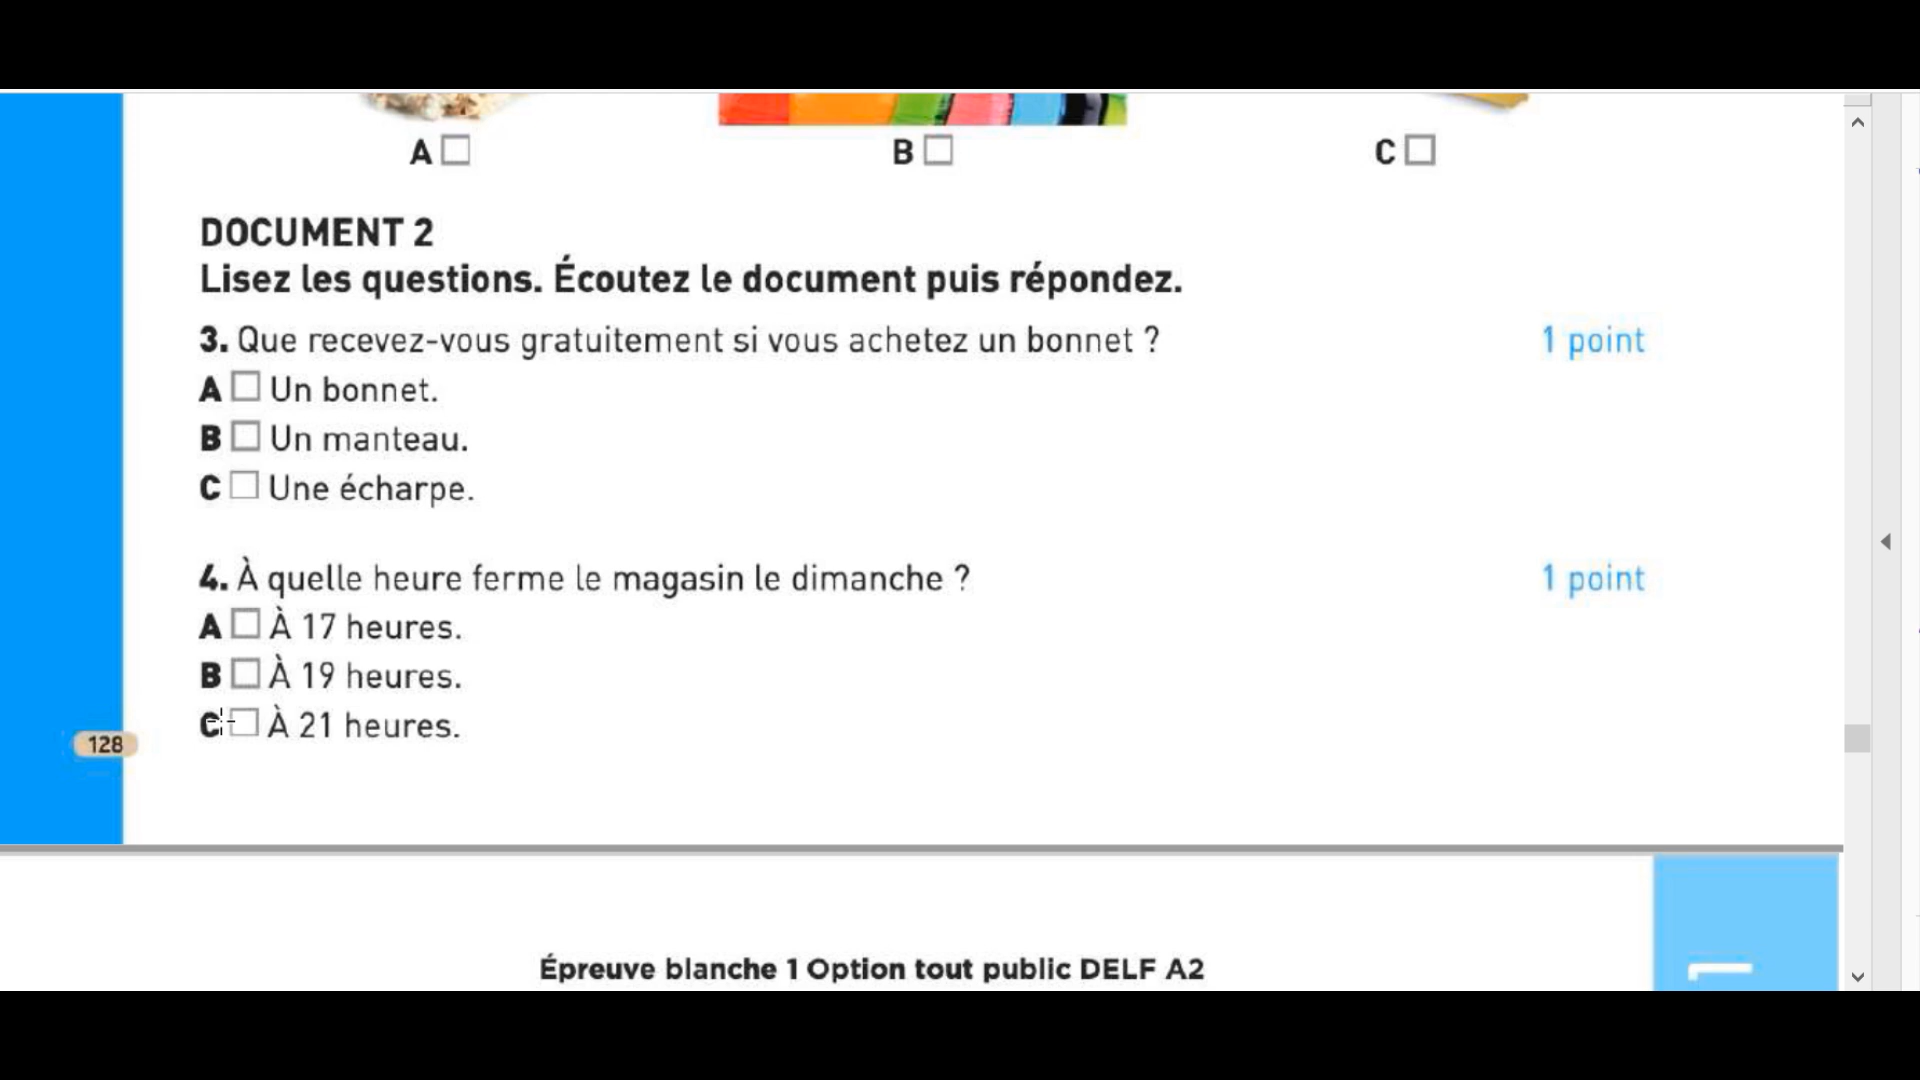 A B C
DOCUMENT 2
Lisez les questions. Écoutez le document puis répondez.
3. Que recevez-vous gratuitement si vous achetez un bonnet ? 1 point
A Un bonnet.
B Un manteau.
C Une écharpe.
4. À quelle heure ferme le magasin le dimanche ? 1 point
A À 17 heures.
B À 19 heures.
C À 21 heures.
128
Épreuve blanche 1 Option tout public DELF A2